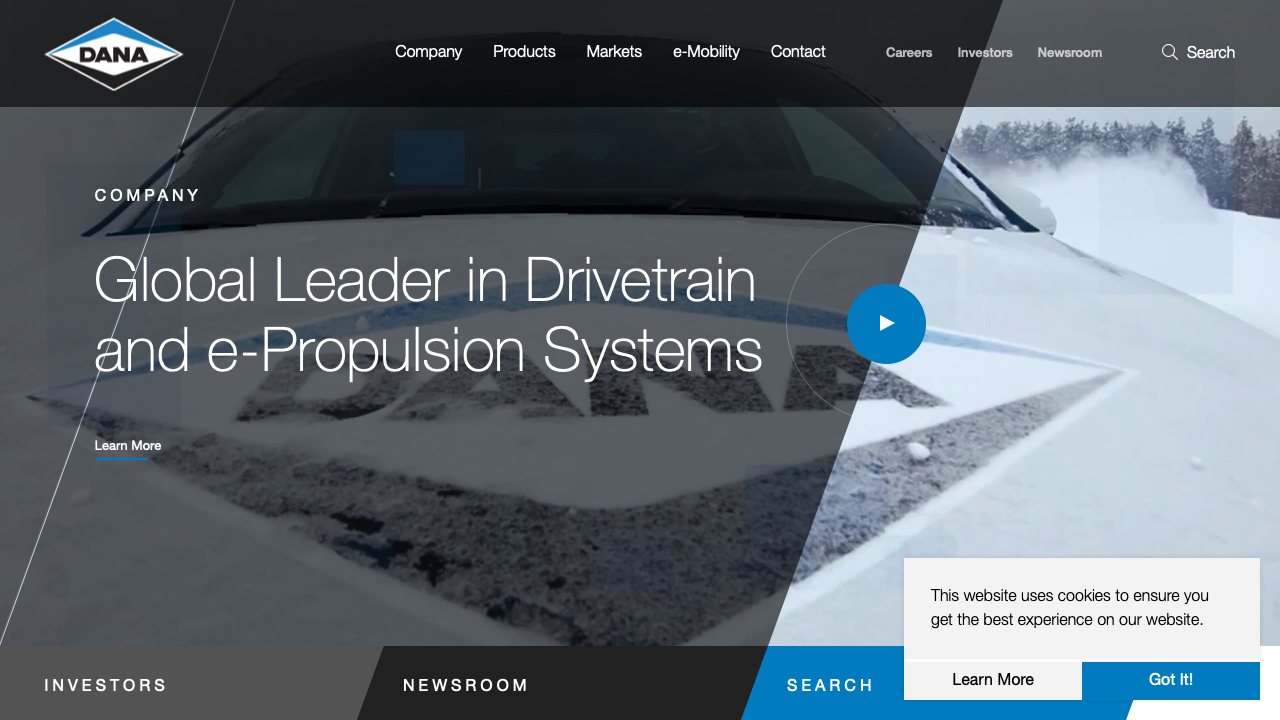 DANA
Company
Products
Markets
e-Mobility
Contact
Careers
Investors
Newsroom
Search
COMPANY
Global Leader in Drivetrain
and e-Propulsion Systems
DANA
Learn More
This website uses cookies to ensure you
get the best experience on our website.
Learn More
Got It!
INVESTORS
NEWSROOM
SEARCH